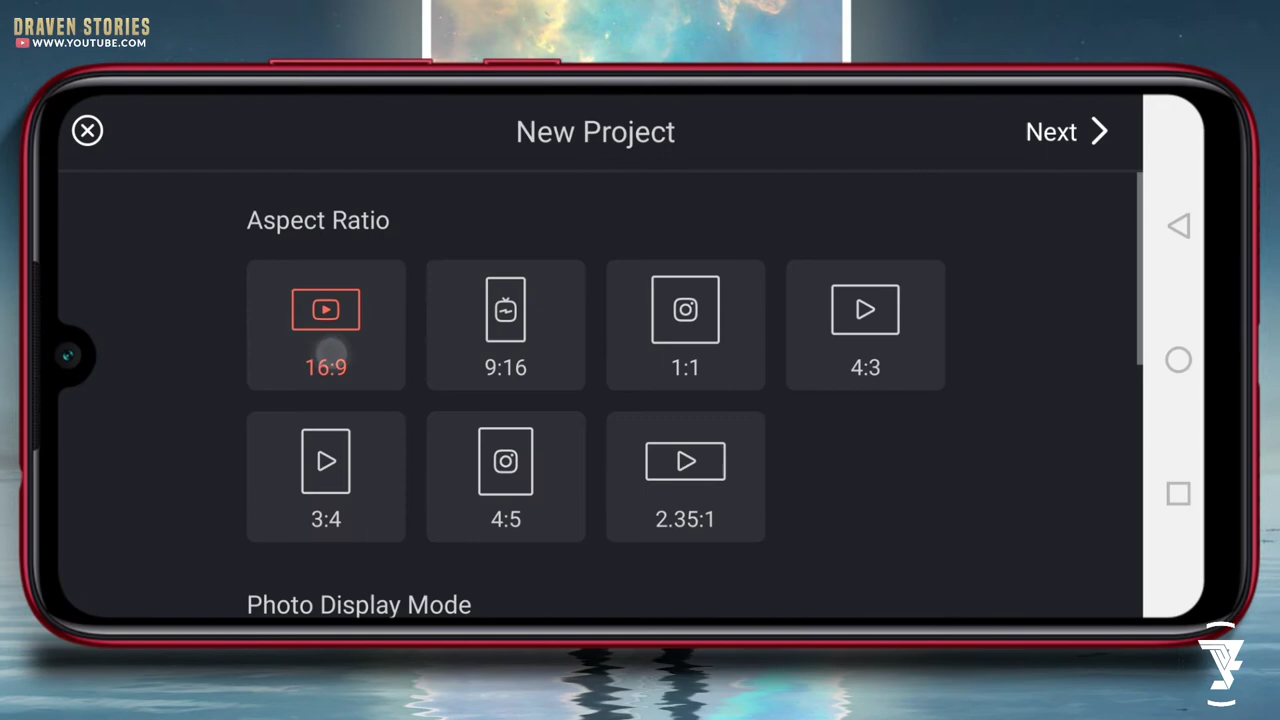 DRAVEN STORIES
WWW.YOUTUBE.COM
New Project
Next
Aspect Ratio
16:9
9:16
1:1
4:3
3:4
4:5
2.35:1
Photo Display Mode